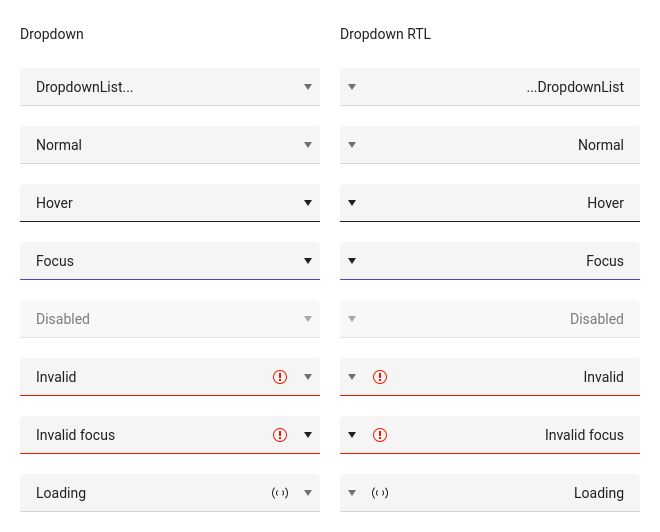 Dropdown Dropdown RTL
DropdownList... ...DropdownList
Normal Normal
Hover Hover
Focus Focus
Disabled Disabled
Invalid Invalid
Invalid focus Invalid focus
Loading Loading